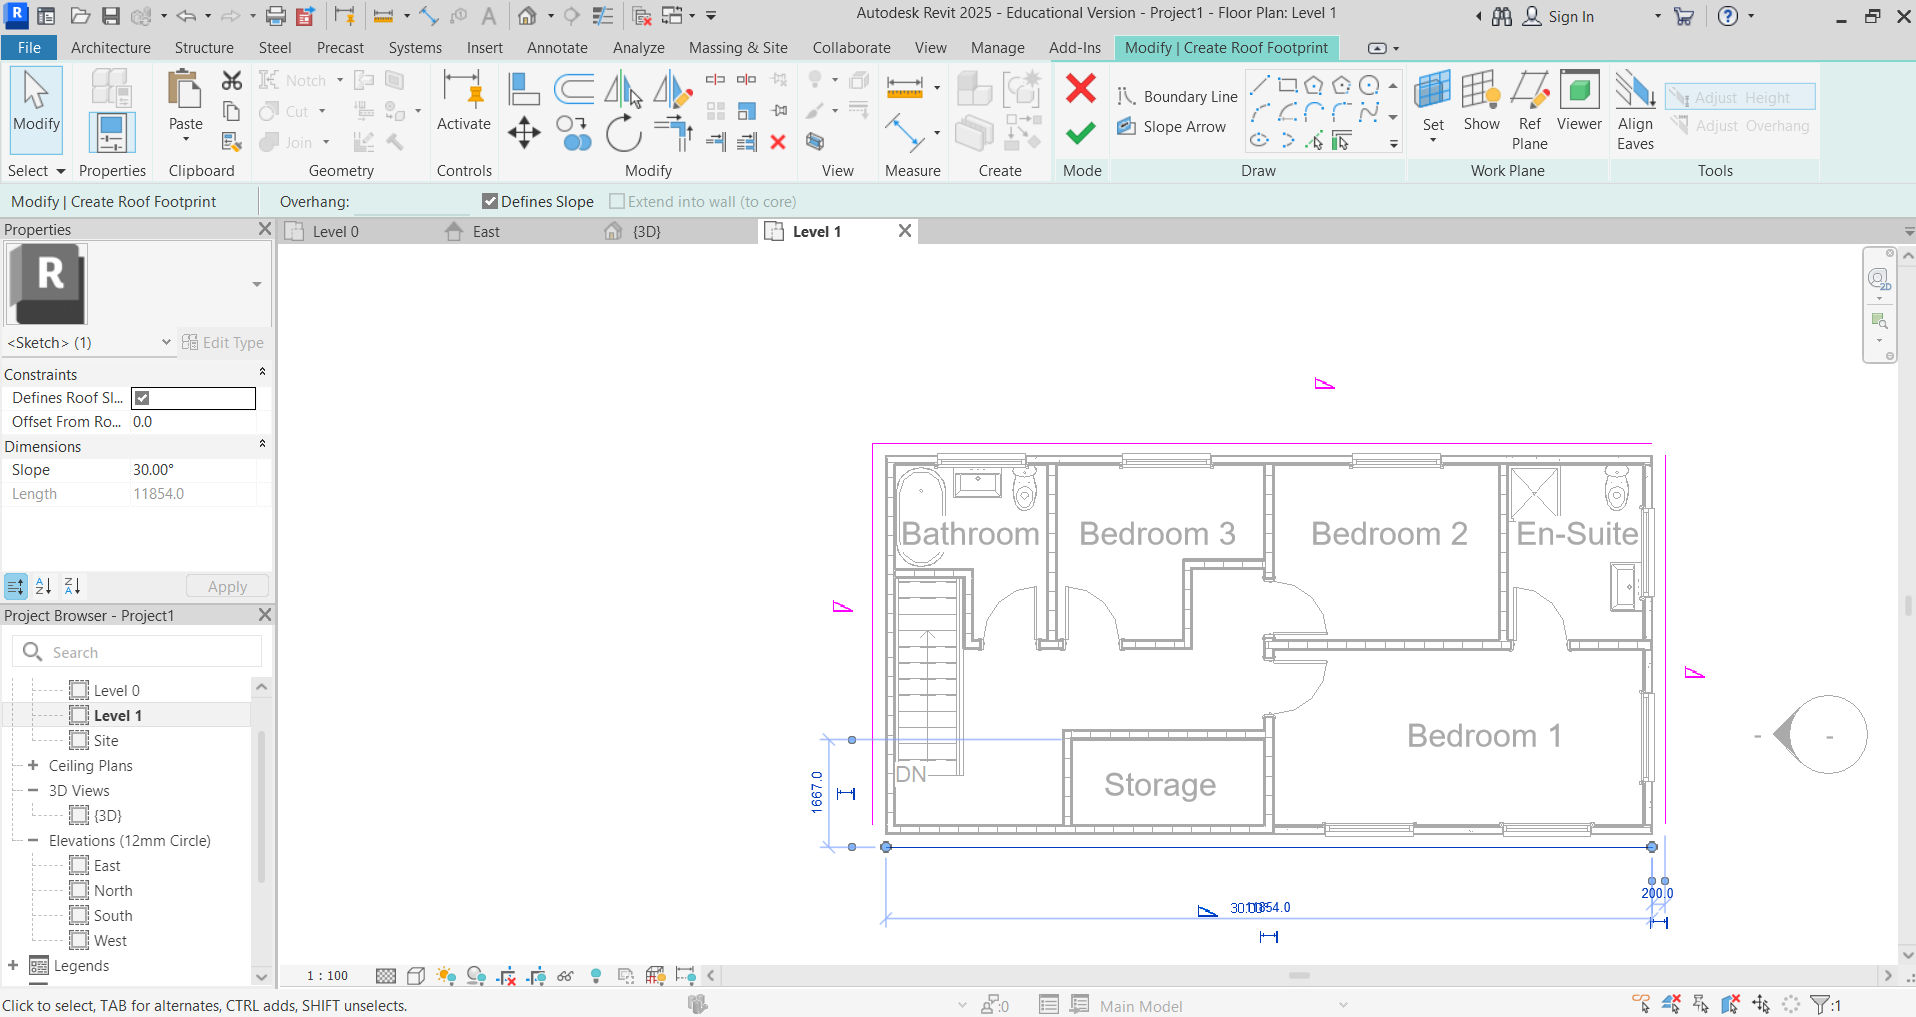 Autodesk Revit 2025 - Educational Version - Project1 - Floor Plan: Level 1
Sign In
File Architecture Structure Steel Precast Systems Insert Annotate Analyze Massing & Site Collaborate View Manage Add-Ins Modify | Create Roof Footprint
Modify
Paste
Notch
Cut
Join
Activate
Boundary Line
Slope Arrow
Set
Show
Ref Plane
Viewer
Align Eaves
Adjust Height
Adjust Overhang
Select Properties Clipboard Geometry Controls Modify View Measure Create Mode Draw Work Plane Tools
Modify | Create Roof Footprint Overhang: Defines Slope Extend into wall (to core)
Properties
Level 0 East {3D} Level 1
R
<Sketch> (1) Edit Type
Constraints
Defines Roof Sl...
Offset From Ro... 0.0
Dimensions
Slope 30.00°
Length 11854.0
Apply
Project Browser - Project1
Search
Level 0
Level 1
Site
Ceiling Plans
3D Views
{3D}
Elevations (12mm Circle)
East
North
South
West
Legends
Bathroom Bedroom 3 Bedroom 2 En-Suite
Bedroom 1
DN
Storage
1667.0
200.0
30.00°
11854.0
1 : 100
Click to select, TAB for alternates, CTRL adds, SHIFT unselects.
:0
Main Model
:1